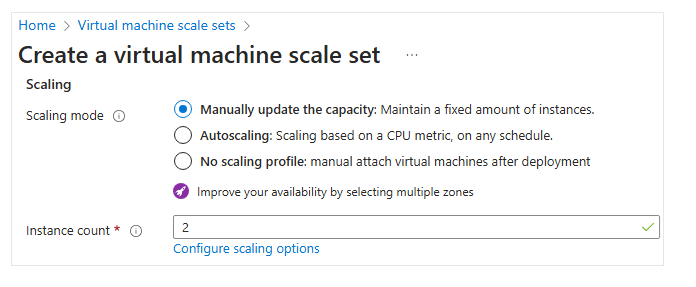 Home > Virtual machine scale sets >
Create a virtual machine scale set ...
Scaling
Scaling mode
Manually update the capacity: Maintain a fixed amount of instances.
Autoscaling: Scaling based on a CPU metric, on any schedule.
No scaling profile: manual attach virtual machines after deployment
Improve your availability by selecting multiple zones
Instance count * 2
Configure scaling options